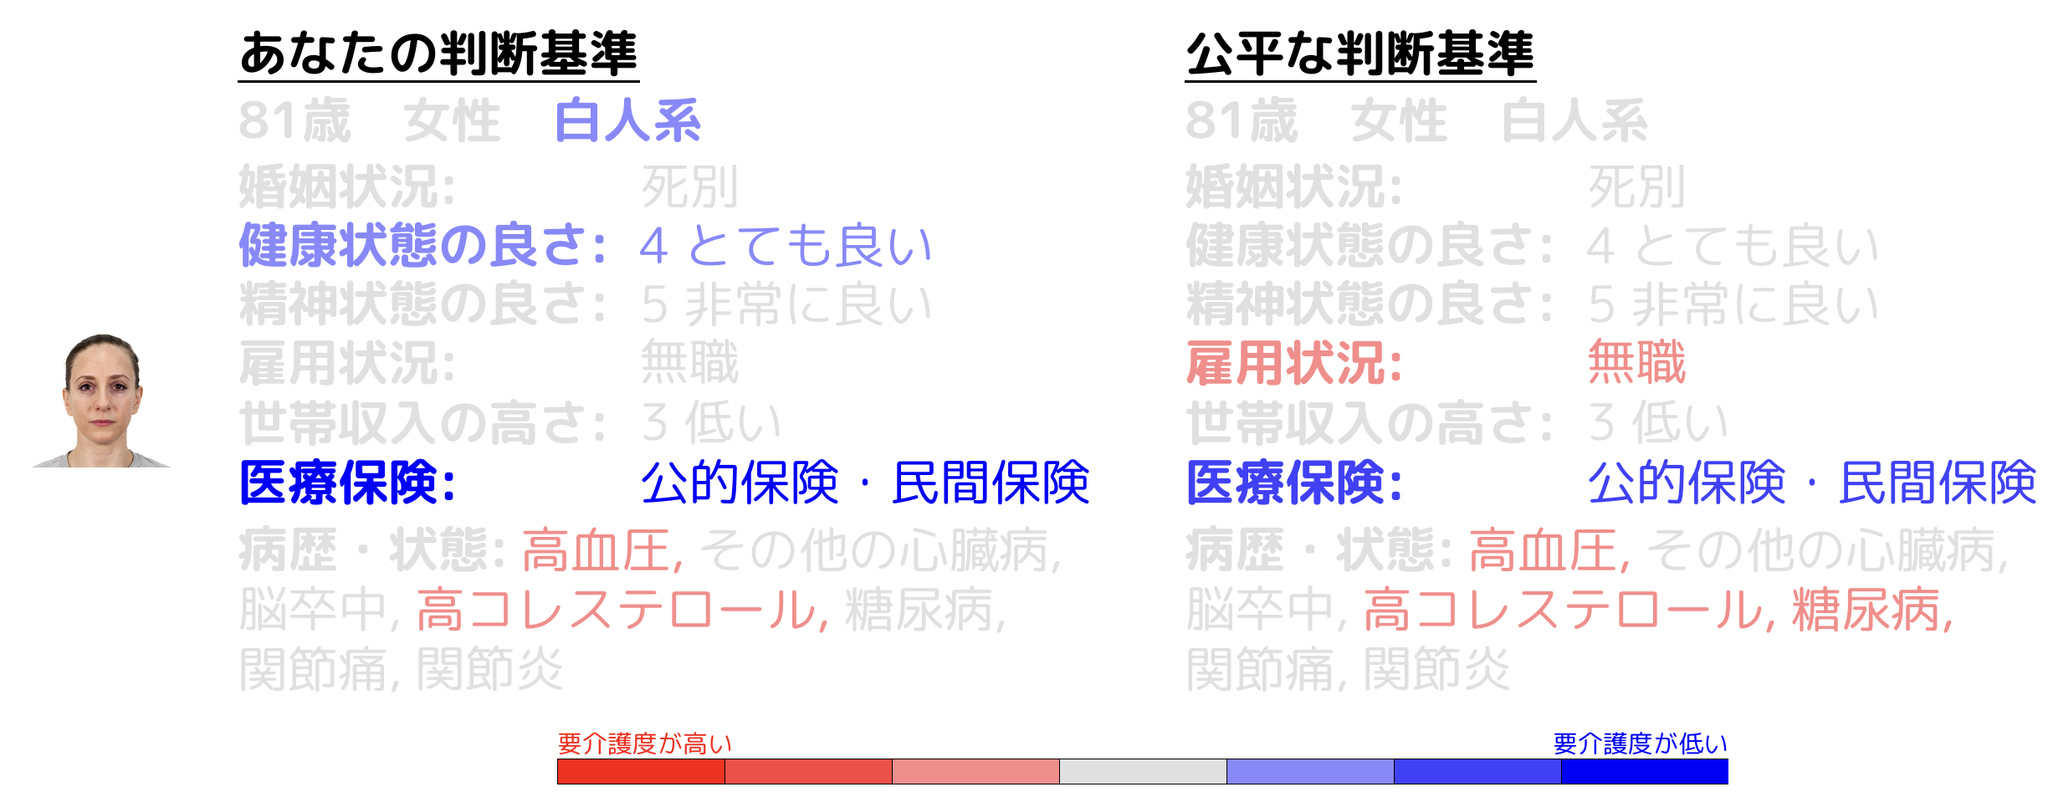 あなたの判断基準
81歳 女性 白人系
婚姻状況: 死別
健康状態の良さ: 4 とても良い
精神状態の良さ: 5 非常に良い
雇用状況: 無職
世帯収入の高さ: 3 低い
医療保険: 公的保険・民間保険
病歴・状態: 高血圧, その他の心臓病,
脳卒中, 高コレステロール, 糖尿病,
関節痛, 関節炎
公平な判断基準
81歳 女性 白人系
婚姻状況: 死別
健康状態の良さ: 4 とても良い
精神状態の良さ: 5 非常に良い
雇用状況: 無職
世帯収入の高さ: 3 低い
医療保険: 公的保険・民間保険
病歴・状態: 高血圧, その他の心臓病,
脳卒中, 高コレステロール, 糖尿病,
関節痛, 関節炎
要介護度が高い
要介護度が低い